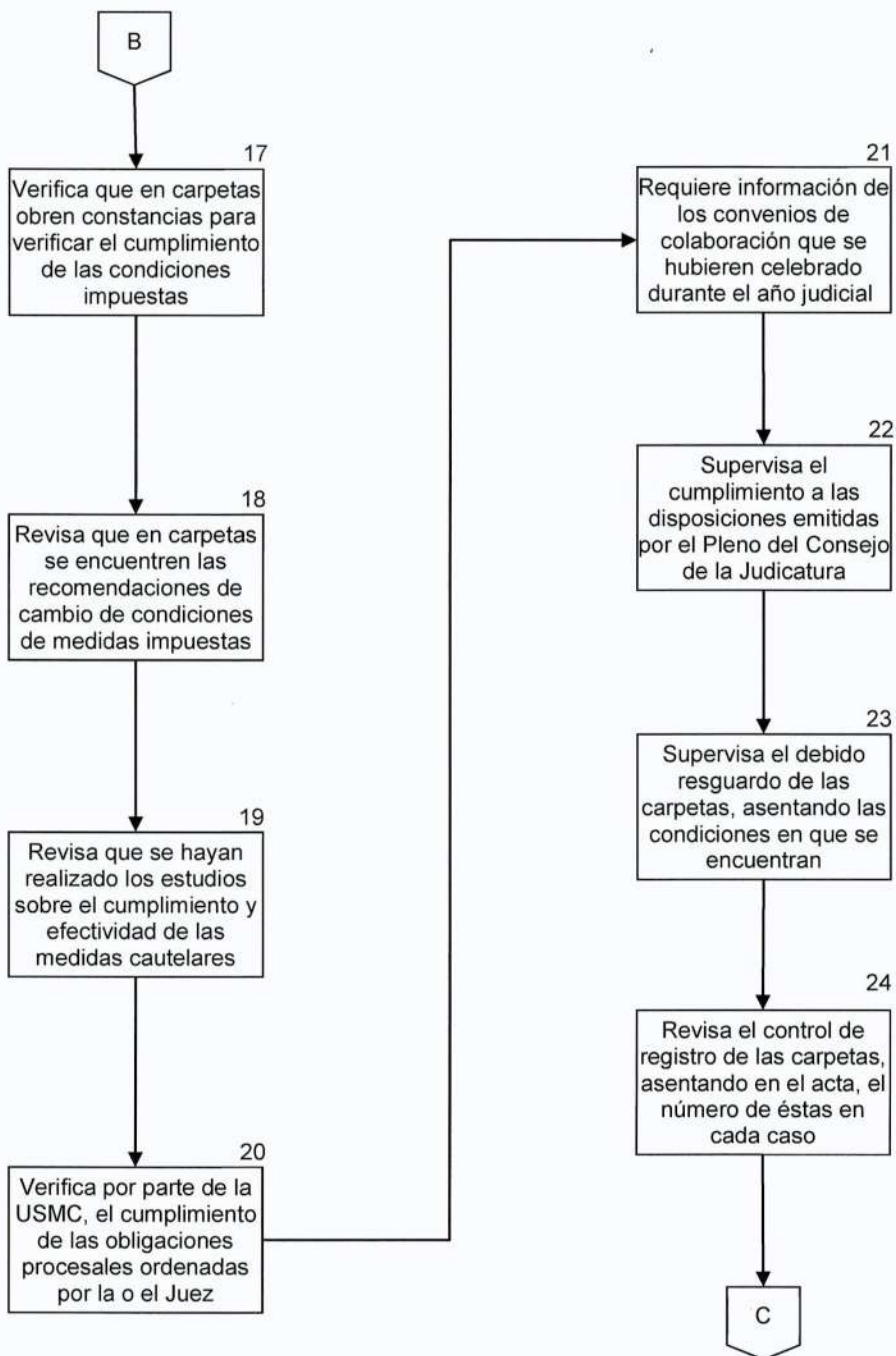 B
17
Verifica que en carpetas
obren constancias para
verificar el cumplimiento
de las condiciones
impuestas
18
Revisa que en carpetas
se encuentren las
recomendaciones de
cambio de condiciones
de medidas impuestas
19
Revisa que se hayan
realizado los estudios
sobre el cumplimiento y
efectividad de las
medidas cautelares
20
Verifica por parte de la
USMC, el cumplimiento
de las obligaciones
procesales ordenadas
por la o el Juez
21
Requiere información de
los convenios de
colaboración que se
hubieren celebrado
durante el año judicial
22
Supervisa el
cumplimiento a las
disposiciones emitidas
por el Pleno del Consejo
de la Judicatura
23
Supervisa el debido
resguardo de las
carpetas, asentando las
condiciones en que se
encuentran
24
Revisa el control de
registro de las carpetas,
asentando en el acta, el
número de éstas en
cada caso
C